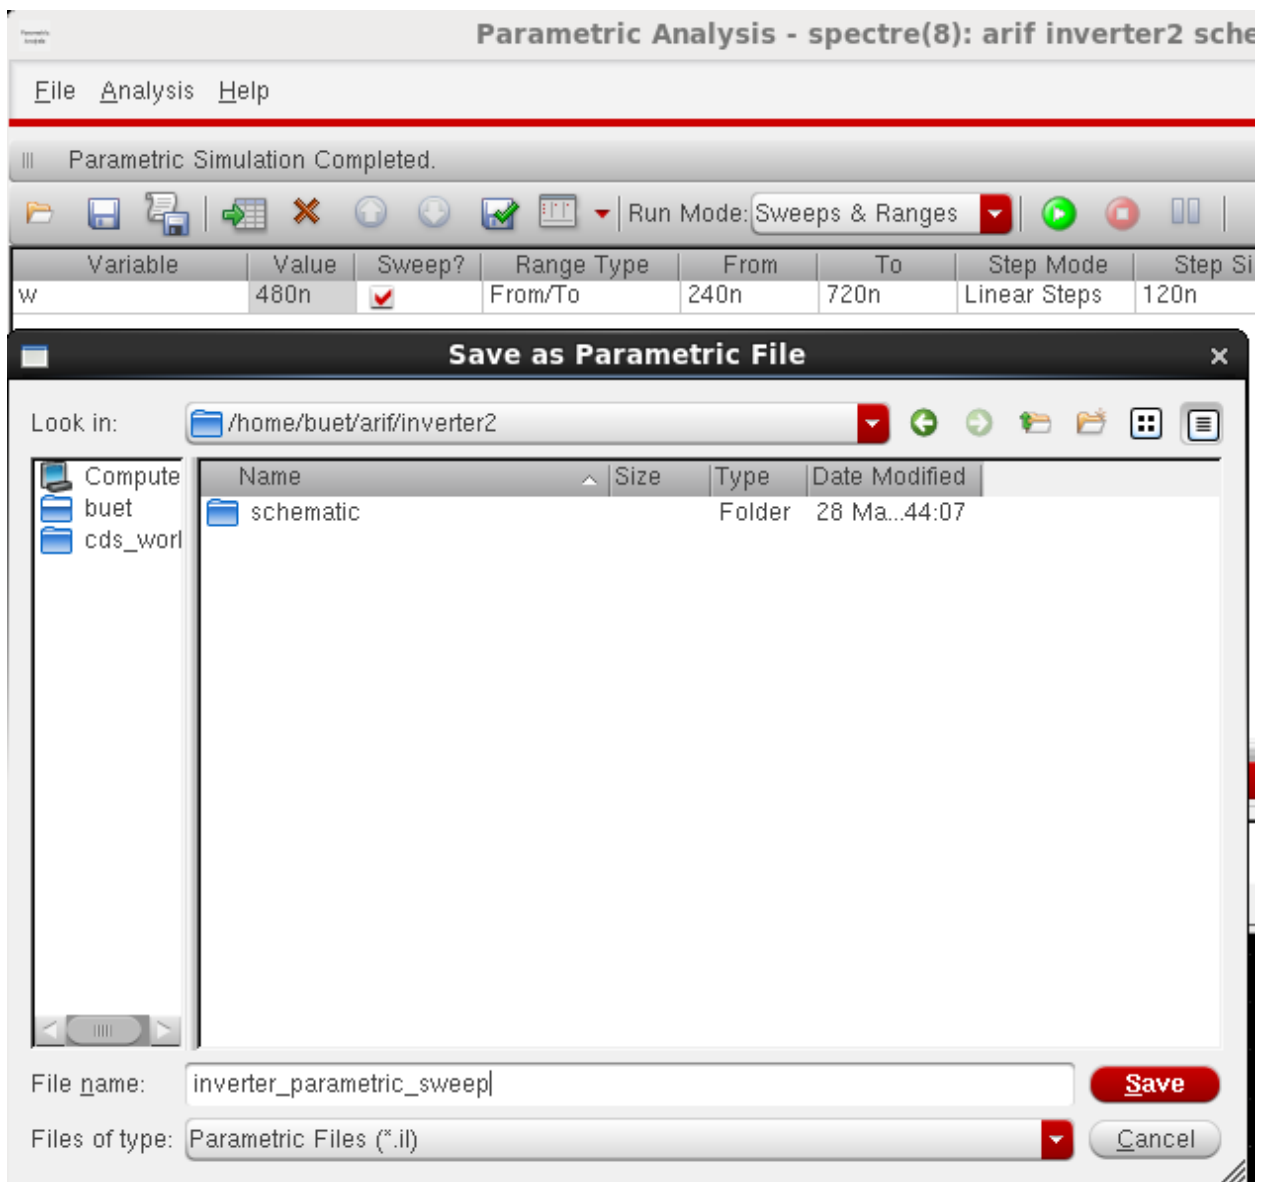 Parametric Analysis - spectre(8): arif inverter2 sche
File Analysis Help
Parametric Simulation Completed.
Run Mode: Sweeps & Ranges
Variable Value Sweep? Range Type From To Step Mode Step Si
w 480n From/To 240n 720n Linear Steps 120n
Save as Parametric File
Look in: /home/buet/arif/inverter2
Compute
buet
cds_worl
Name Size Type Date Modified
schematic Folder 28 Ma...44:07
File name: inverter_parametric_sweep
Save
Files of type: Parametric Files (*.il)
Cancel